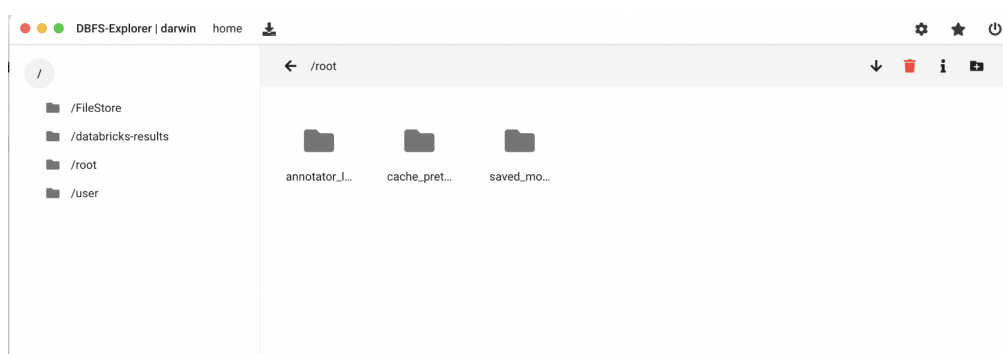 DBFS-Explorer | darwin home
/
/FileStore
/databricks-results
/root
/user
/root
annotator_l... cache_pret... saved_mo...